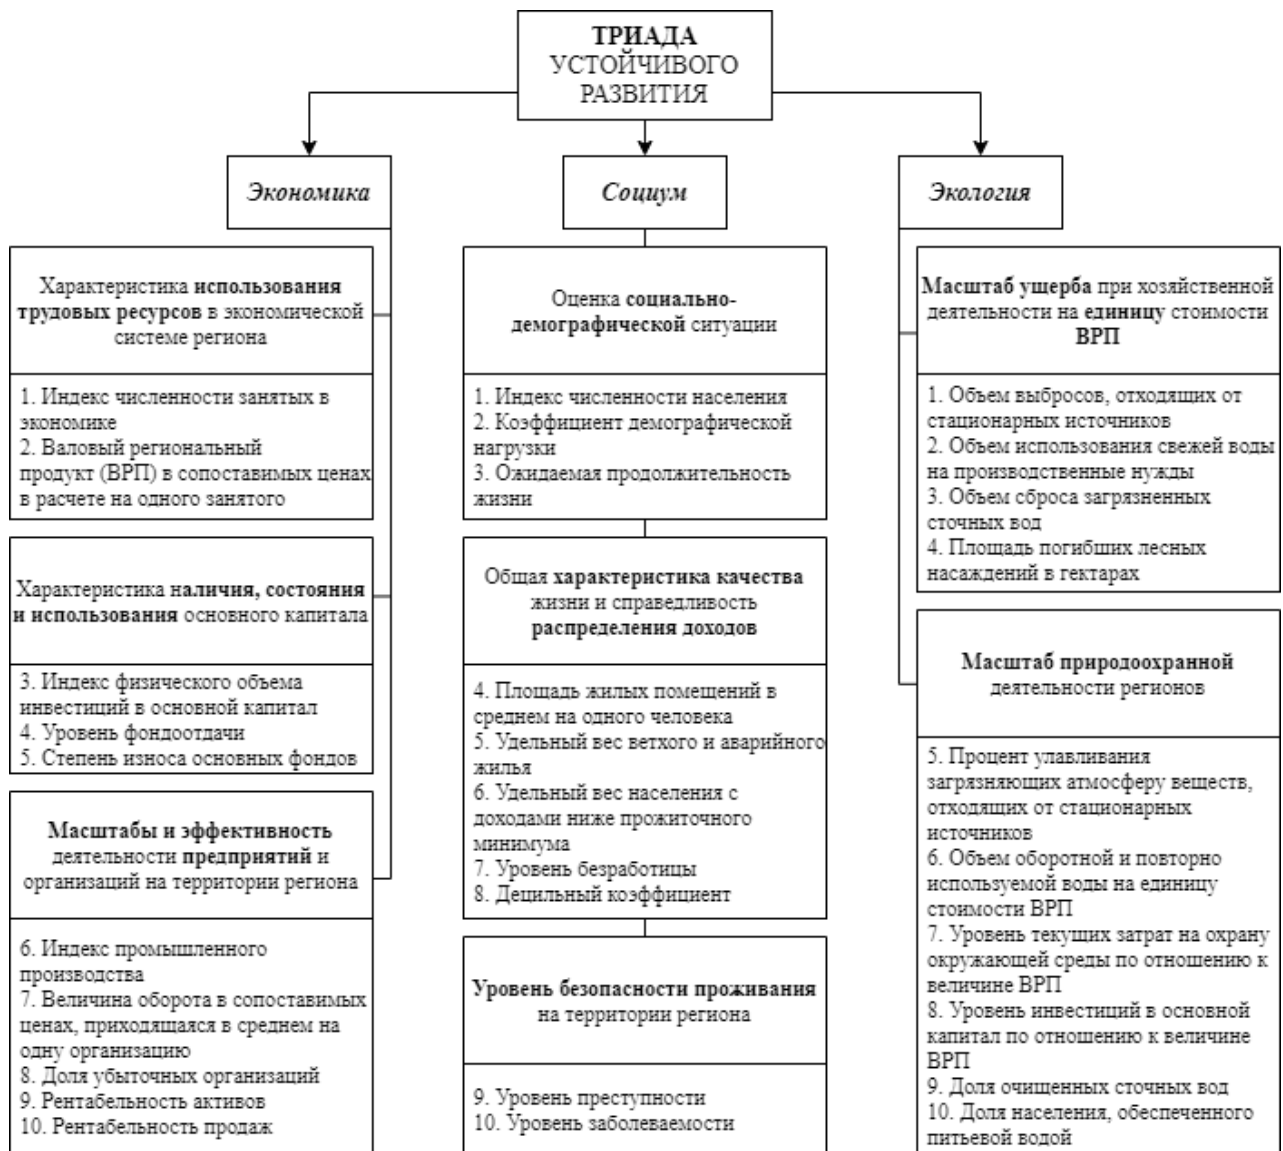 ТРИАДА
УСТОЙЧИВОГО
РАЗВИТИЯ
Экономика
Характеристика использования
трудовых ресурсов в экономической
системе региона
1. Индекс численности занятых в
экономике
2. Валовый региональный
продукт (ВРП) в сопоставимых ценах
в расчете на одного занятого
Характеристика наличия, состояния
и использования основного капитала
3. Индекс физического объема
инвестиций в основной капитал
4. Уровень фондоотдачи
5. Степень износа основных фондов
Масштабы и эффективность
деятельности предприятий и
организаций на территории региона
6. Индекс промышленного
производства
7. Величина оборота в сопоставимых
ценах, приходящаяся в среднем на
одну организацию
8. Доля убыточных организаций
9. Рентабельность активов
10. Рентабельность продаж
Социум
Оценка социально-
демографической ситуации
1. Индекс численности населения
2. Коэффициент демографической
нагрузки
3. Ожидаемая продолжительность
жизни
Общая характеристика качества
жизни и справедливость
распределения доходов
4. Площадь жилых помещений в
среднем на одного человека
5. Удельный вес ветхого и аварийного
жилья
6. Удельный вес населения с
доходами ниже прожиточного
минимума
7. Уровень безработицы
8. Децильный коэффициент
Уровень безопасности проживания
на территории региона
9. Уровень преступности
10. Уровень заболеваемости
Экология
Масштаб ущерба при хозяйственной
деятельности на единицу стоимости
ВРП
1. Объем выбросов, отходящих от
стационарных источников
2. Объем использования свежей воды
на производственные нужды
3. Объем сброса загрязненных
сточных вод
4. Площадь погибших лесных
насаждений в гектарах
Масштаб природоохранной
деятельности регионов
5. Процент улавливания
загрязняющих атмосферу веществ,
отходящих от стационарных
источников
6. Объем оборотной и повторно
используемой воды на единицу
стоимости ВРП
7. Уровень текущих затрат на охрану
окружающей среды по отношению к
величине ВРП
8. Уровень инвестиций в основной
капитал по отношению к величине
ВРП
9. Доля очищенных сточных вод
10. Доля населения, обеспеченного
питьевой водой